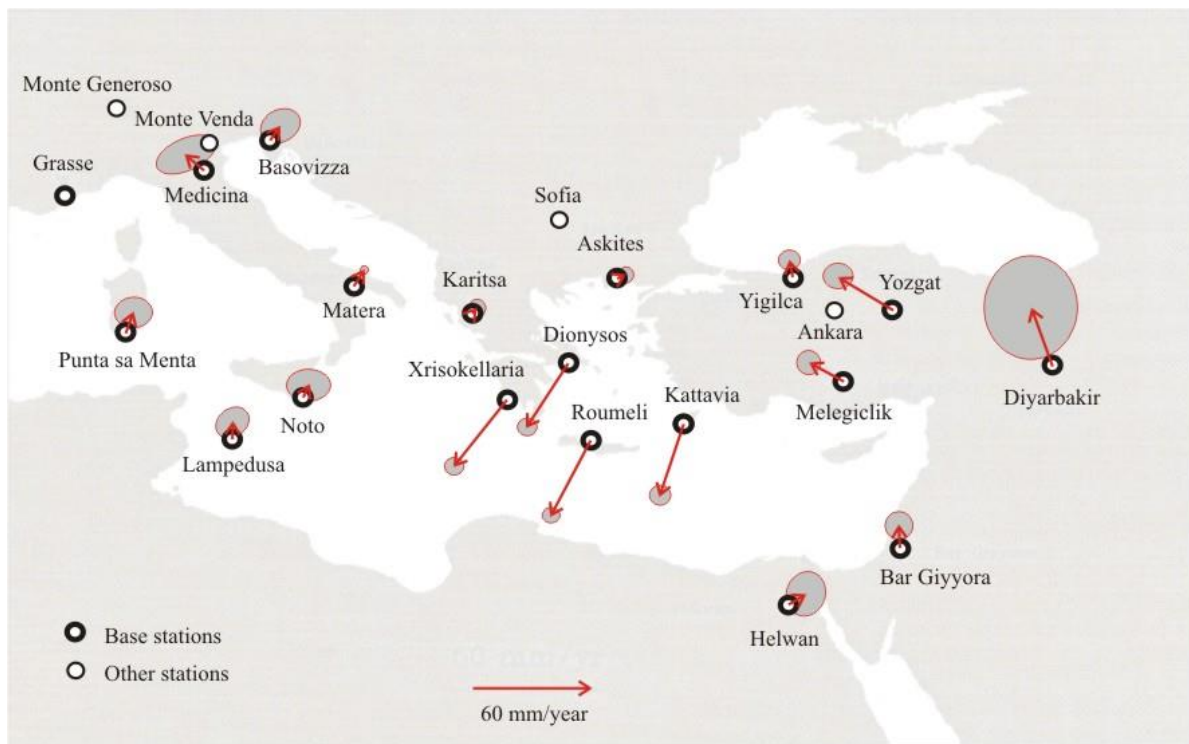 Monte Generoso
Monte Venda
Grasse
Basovizza
Medicina
Sofia
Askites
Karitsa
Matera
Yigilca
Yozgat
Ankara
Punta sa Menta
Dionysos
Xrisokellaria
Kattavia
Melegiclik
Diyarbakir
Roumeli
Noto
Lampedusa
Bar Giyyora
Helwan
Base stations
Other stations
60 mm/year